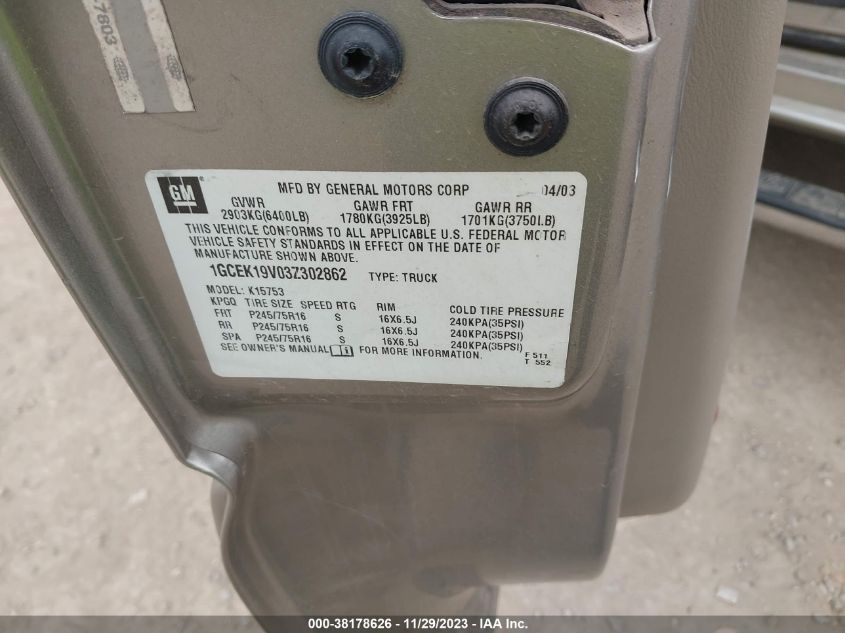 7603
GM
MFD BY GENERAL MOTORS CORP 04/03
GVWR GAWR FRT GAWR RR
2903KG(6400LB) 1780KG(3925LB) 1701KG(3750LB)
THIS VEHICLE CONFORMS TO ALL APPLICABLE U.S. FEDERAL MOTOR
VEHICLE SAFETY STANDARDS IN EFFECT ON THE DATE OF
MANUFACTURE SHOWN ABOVE.
1GCEK19V03Z302862 TYPE: TRUCK
MODEL: K15753
KPGQ TIRE SIZE SPEED RTG RIM COLD TIRE PRESSURE
FRT P245/75R16 S 16X6.5J 240KPA(35PSI)
RR P245/75R16 S 16X6.5J 240KPA(35PSI)
SPA P245/75R16 S 16X6.5J 240KPA(35PSI)
SEE OWNER'S MANUAL FOR MORE INFORMATION.
F 511
T 552
000-38178626 - 11/29/2023 - IAA Inc.